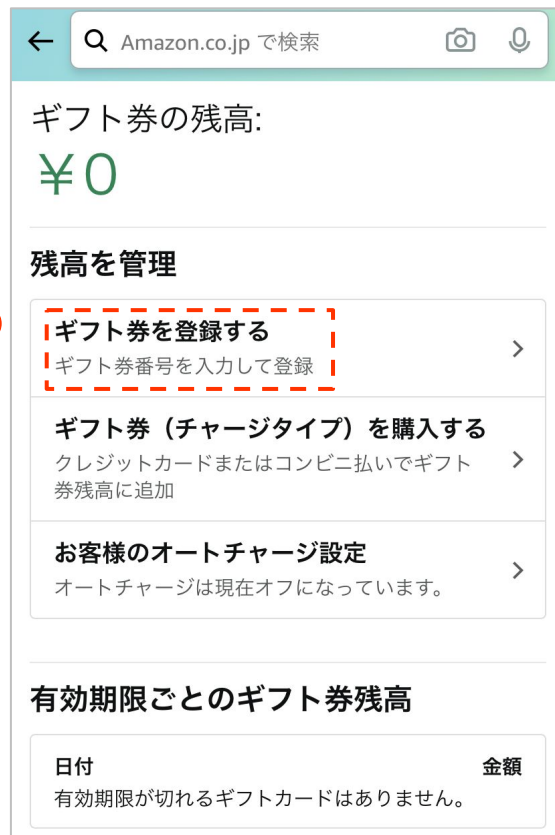 Amazon.co.jp で検索
ギフト券の残高:
¥0
残高を管理
ギフト券を登録する
ギフト券番号を入力して登録
ギフト券（チャージタイプ）を購入する
クレジットカードまたはコンビニ払いでギフト
券残高に追加
お客様のオートチャージ設定
オートチャージは現在オフになっています。
有効期限ごとのギフト券残高
日付 金額
有効期限が切れるギフトカードはありません。